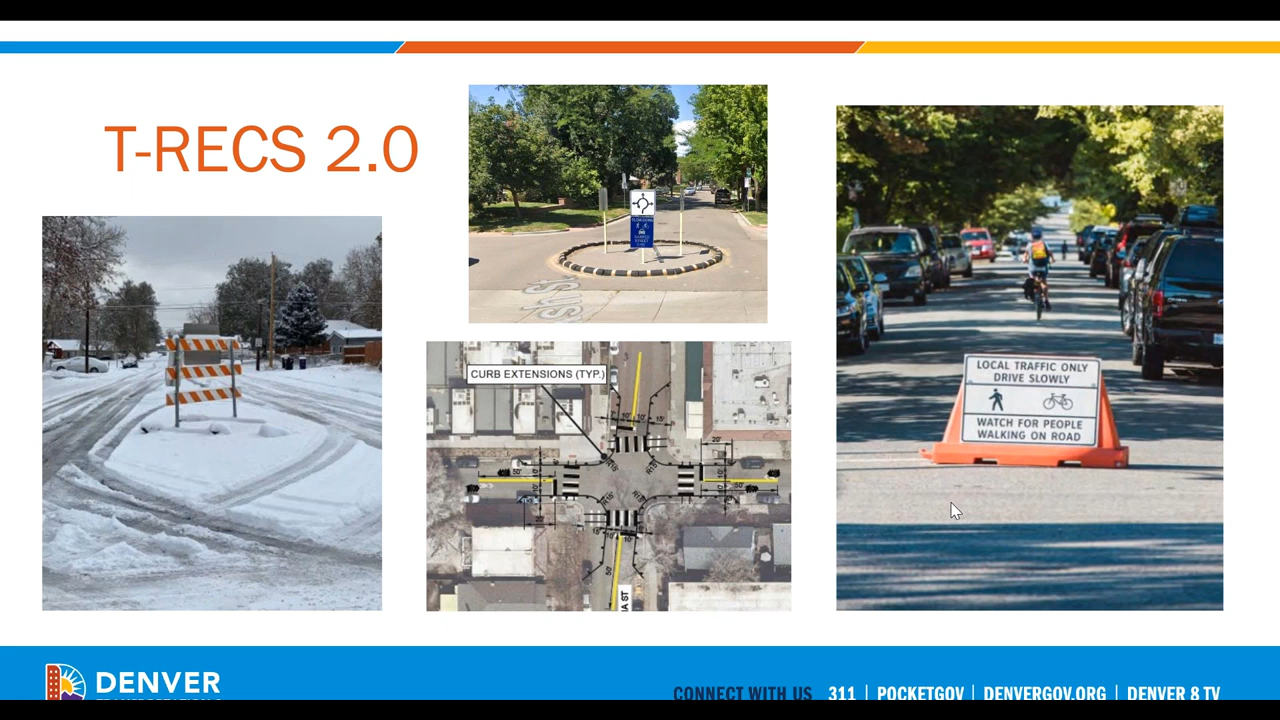 T-RECS 2.0
CURB EXTENSIONS (TYP.)
LOCAL TRAFFIC ONLY
DRIVE SLOWLY
WATCH FOR PEOPLE
WALKING ON ROAD
DENVER
CONNECT WITH US 311 | POCKETGOV | DENVERGOV.ORG | DENVER 8 TV